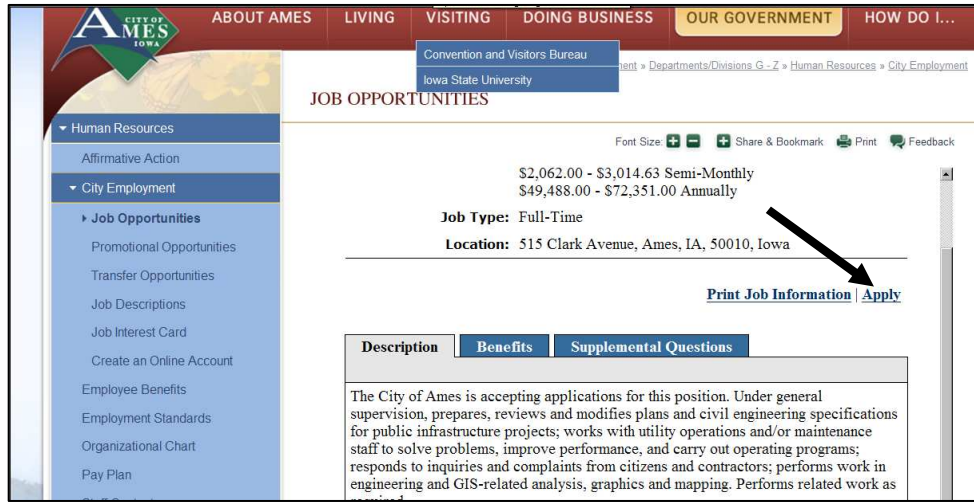 CITY OF
AMES
IOWA
ABOUT AMES LIVING VISITING DOING BUSINESS OUR GOVERNMENT HOW DO I...
Convention and Visitors Bureau
Iowa State University
ment » Departments/Divisions G - Z » Human Resources » City Employment
JOB OPPORTUNITIES
Font Size: Share & Bookmark Print Feedback
Human Resources
Affirmative Action
City Employment
Job Opportunities
Promotional Opportunities
Transfer Opportunities
Job Descriptions
Job Interest Card
Create an Online Account
Employee Benefits
Employment Standards
Organizational Chart
Pay Plan
$2,062.00 - $3,014.63 Semi-Monthly
$49,488.00 - $72,351.00 Annually
Job Type: Full-Time
Location: 515 Clark Avenue, Ames, IA, 50010, Iowa
Print Job Information | Apply
Description Benefits Supplemental Questions
The City of Ames is accepting applications for this position. Under general
supervision, prepares, reviews and modifies plans and civil engineering specifications
for public infrastructure projects; works with utility operations and/or maintenance
staff to solve problems, improve performance, and carry out operating programs;
responds to inquiries and complaints from citizens and contractors; performs work in
engineering and GIS-related analysis, graphics and mapping. Performs related work as